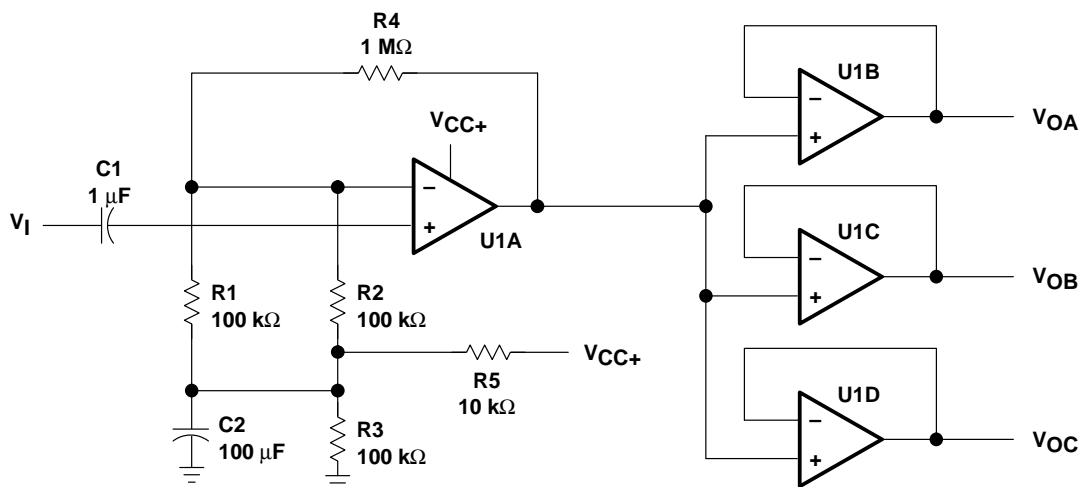 R4
1 MΩ
VCC+
C1
1 μF
VI
−
+
U1A
R1
100 kΩ
R2
100 kΩ
VCC+
R5
10 kΩ
C2
100 μF
R3
100 kΩ
U1B
−
+
VOA
U1C
−
+
VOB
U1D
−
+
VOC